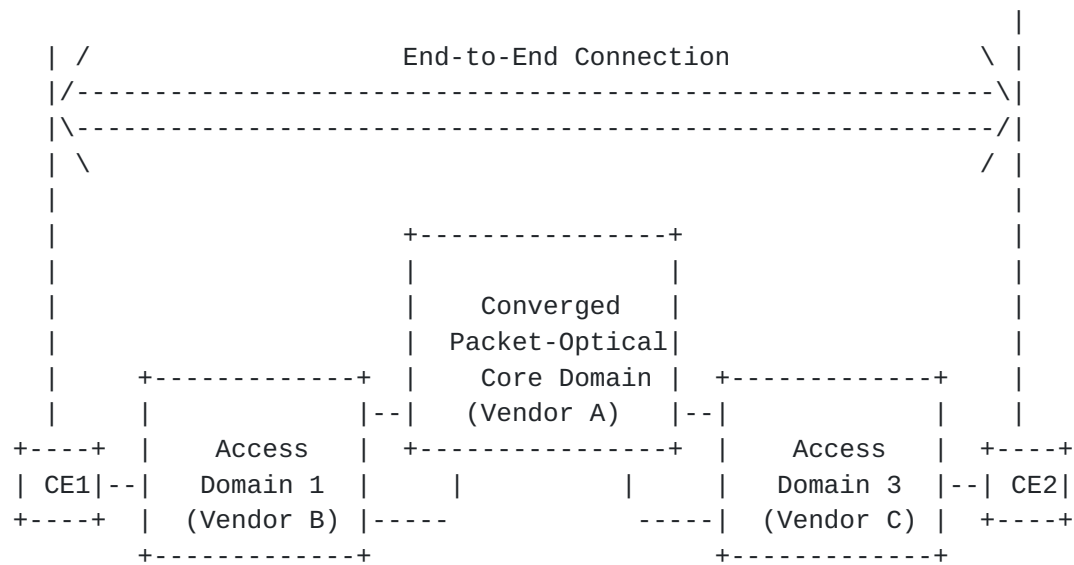 End-to-End Connection
Converged
Packet-Optical
Core Domain
(Vendor A)
Access
Domain 1
(Vendor B)
Access
Domain 3
(Vendor C)
CE1
CE2